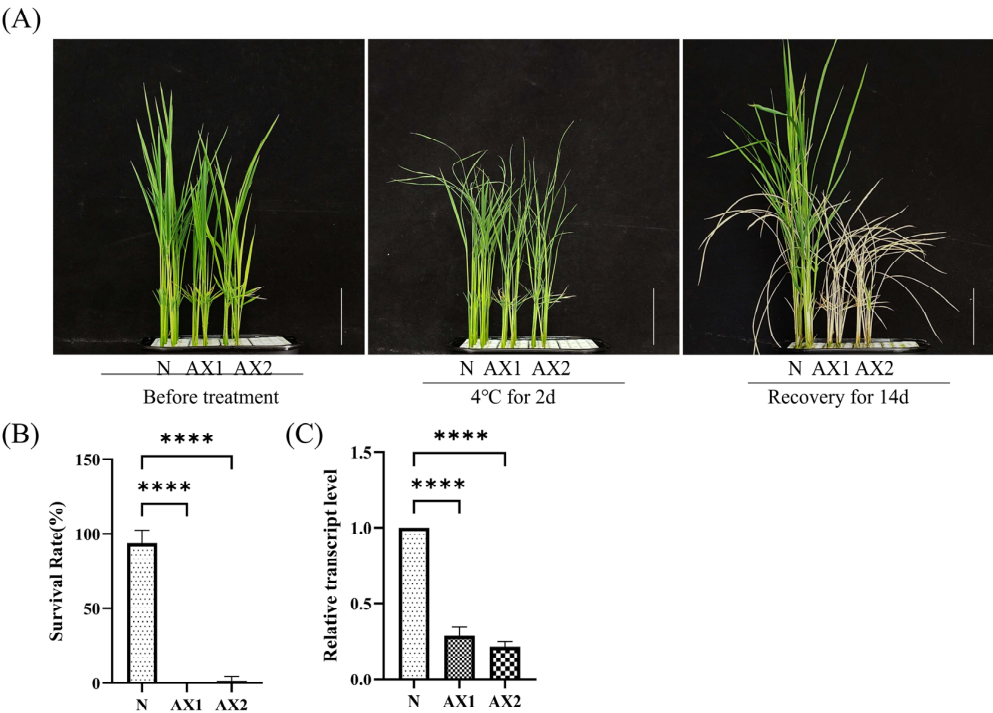 (A)
N AX1 AX2
Before treatment
N AX1 AX2
4℃ for 2d
N AX1 AX2
Recovery for 14d
(B)
Survival Rate(%)
150
100
50
0
****
****
N AX1 AX2
(C)
Relative transcript level
1.5
1.0
0.5
0.0
****
****
N AX1 AX2